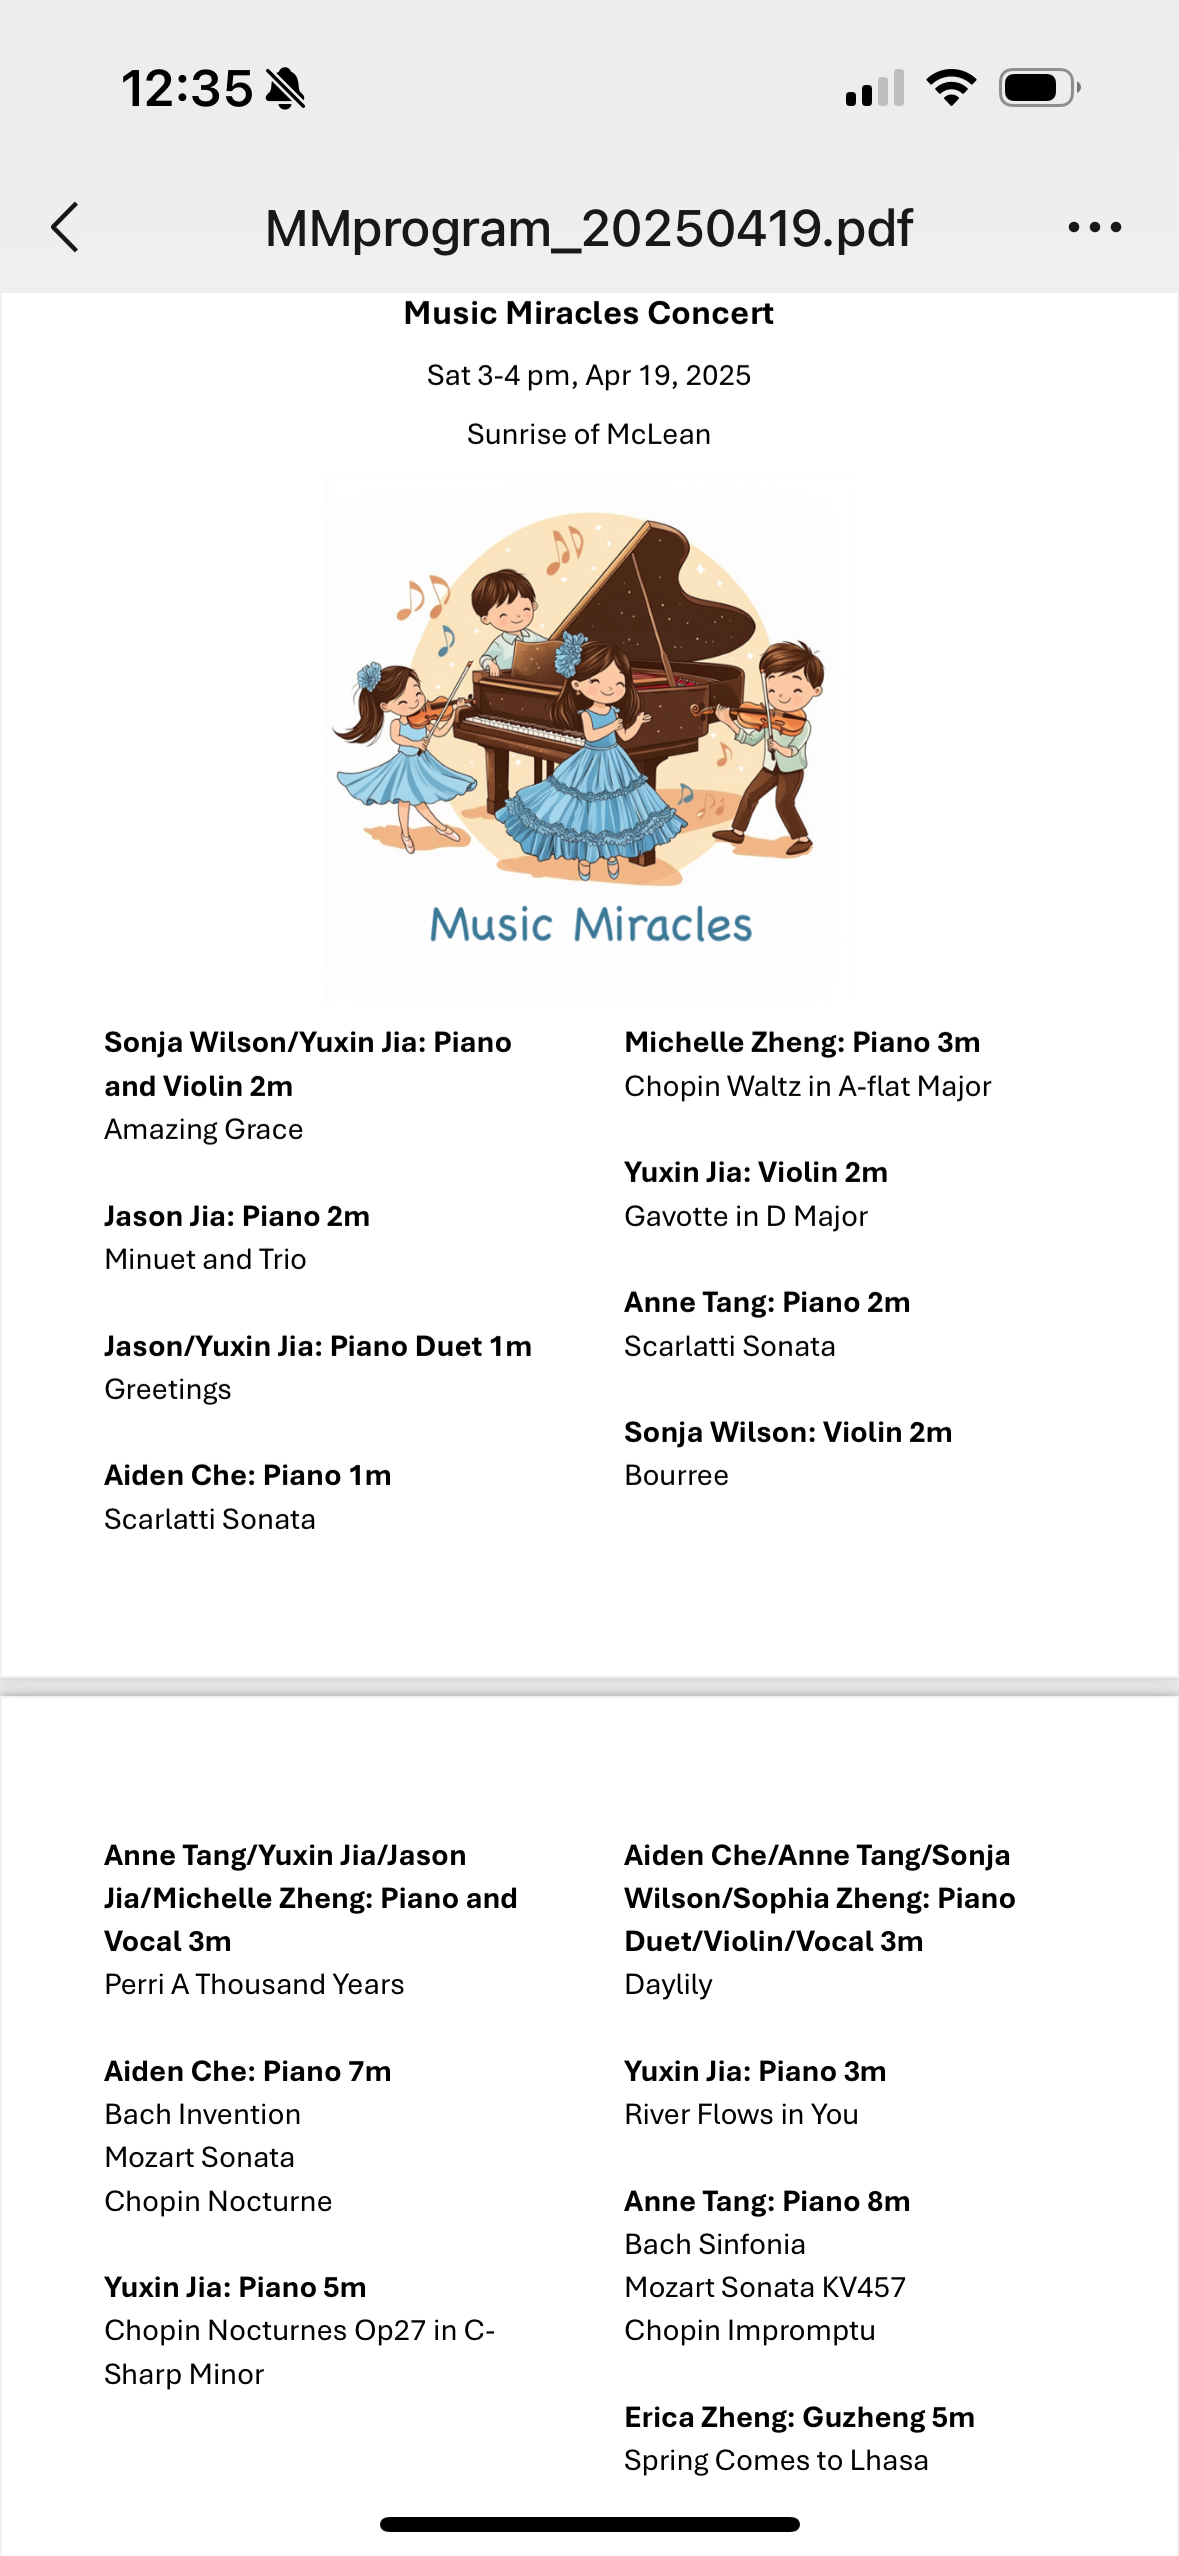 12:35
MMprogram_20250419.pdf
Music Miracles Concert
Sat 3-4 pm, Apr 19, 2025
Sunrise of McLean
Music Miracles
Sonja Wilson/Yuxin Jia: Piano
and Violin 2m
Amazing Grace
Jason Jia: Piano 2m
Minuet and Trio
Jason/Yuxin Jia: Piano Duet 1m
Greetings
Aiden Che: Piano 1m
Scarlatti Sonata
Michelle Zheng: Piano 3m
Chopin Waltz in A-flat Major
Yuxin Jia: Violin 2m
Gavotte in D Major
Anne Tang: Piano 2m
Scarlatti Sonata
Sonja Wilson: Violin 2m
Bourree
Anne Tang/Yuxin Jia/Jason
Jia/Michelle Zheng: Piano and
Vocal 3m
Perri A Thousand Years
Aiden Che: Piano 7m
Bach Invention
Mozart Sonata
Chopin Nocturne
Yuxin Jia: Piano 5m
Chopin Nocturnes Op27 in C-
Sharp Minor
Aiden Che/Anne Tang/Sonja
Wilson/Sophia Zheng: Piano
Duet/Violin/Vocal 3m
Daylily
Yuxin Jia: Piano 3m
River Flows in You
Anne Tang: Piano 8m
Bach Sinfonia
Mozart Sonata KV457
Chopin Impromptu
Erica Zheng: Guzheng 5m
Spring Comes to Lhasa